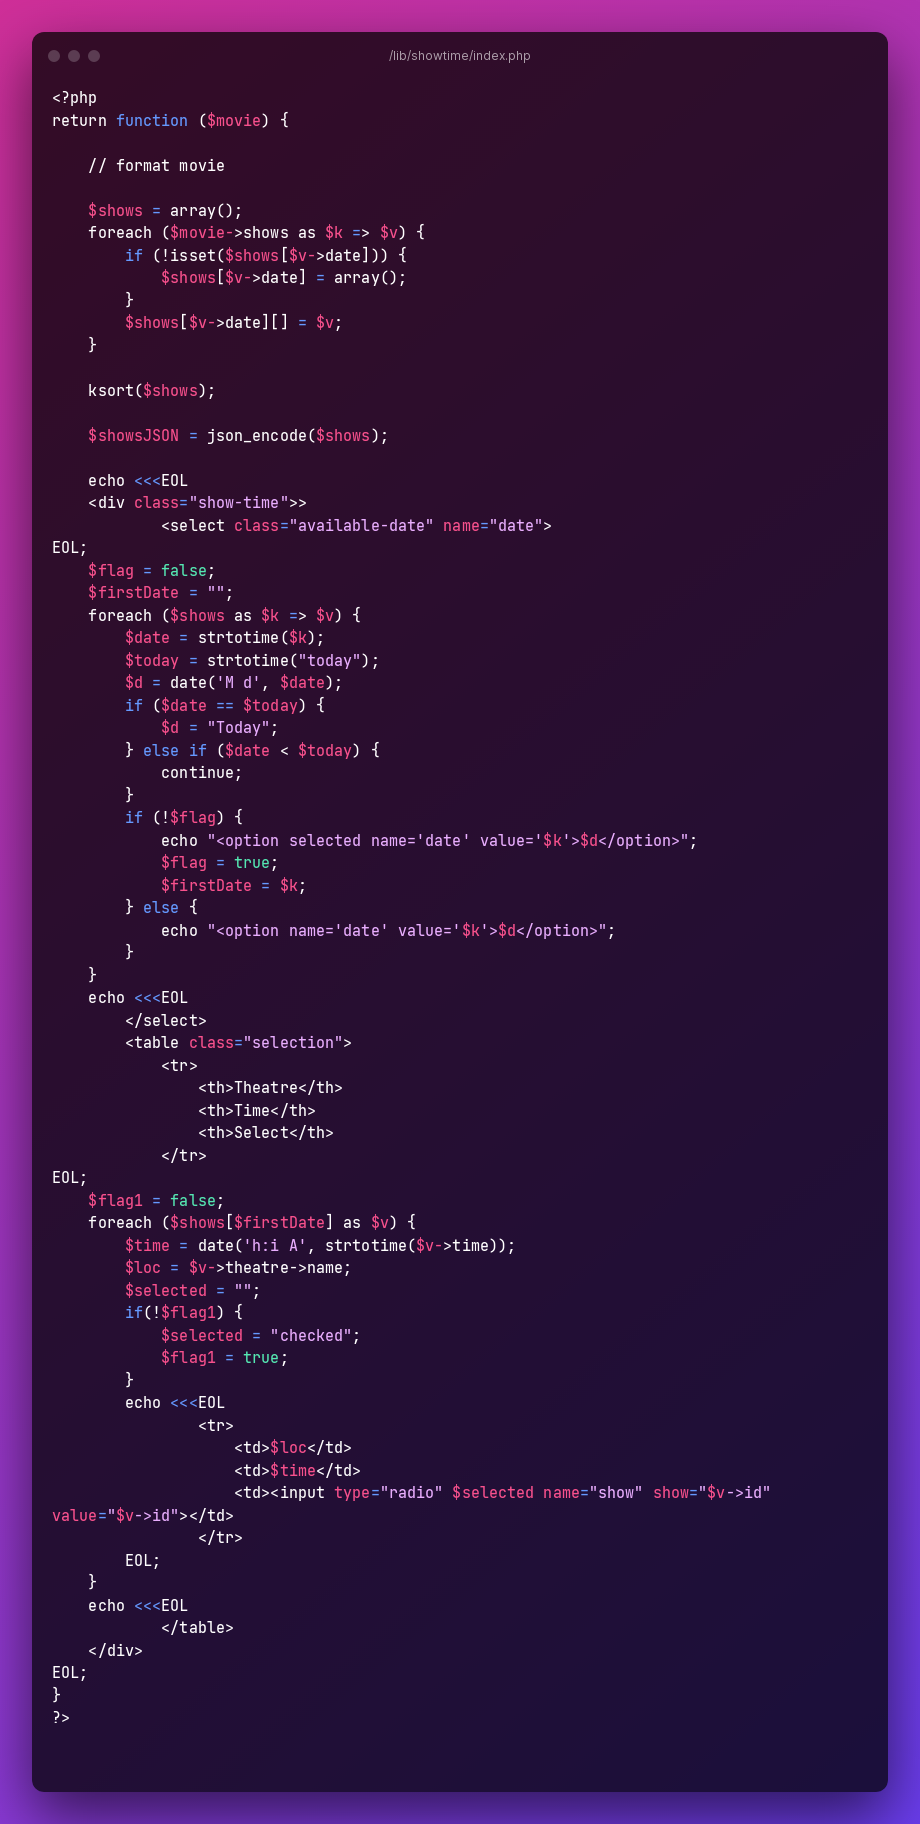 /lib/showtime/index.php
<?php
return function ($movie) {

    // format movie

    $shows = array();
    foreach ($movie->shows as $k => $v) {
        if (!isset($shows[$v->date])) {
            $shows[$v->date] = array();
        }
        $shows[$v->date][] = $v;
    }

    ksort($shows);

    $showsJSON = json_encode($shows);

    echo <<<EOL
    <div class="show-time">>
            <select class="available-date" name="date">
EOL;
    $flag = false;
    $firstDate = "";
    foreach ($shows as $k => $v) {
        $date = strtotime($k);
        $today = strtotime("today");
        $d = date('M d', $date);
        if ($date == $today) {
            $d = "Today";
        } else if ($date < $today) {
            continue;
        }
        if (!$flag) {
            echo "<option selected name='date' value='$k'>$d</option>";
            $flag = true;
            $firstDate = $k;
        } else {
            echo "<option name='date' value='$k'>$d</option>";
        }
    }
    echo <<<EOL
        </select>
        <table class="selection">
            <tr>
                <th>Theatre</th>
                <th>Time</th>
                <th>Select</th>
            </tr>
EOL;
    $flag1 = false;
    foreach ($shows[$firstDate] as $v) {
        $time = date('h:i A', strtotime($v->time));
        $loc = $v->theatre->name;
        $selected = "";
        if(!$flag1) {
            $selected = "checked";
            $flag1 = true;
        }
        echo <<<EOL
                <tr>
                    <td>$loc</td>
                    <td>$time</td>
                    <td><input type="radio" $selected name="show" show="$v->id"
value="$v->id"></td>
                </tr>
        EOL;
    }
    echo <<<EOL
            </table>
    </div>
EOL;
}
?>